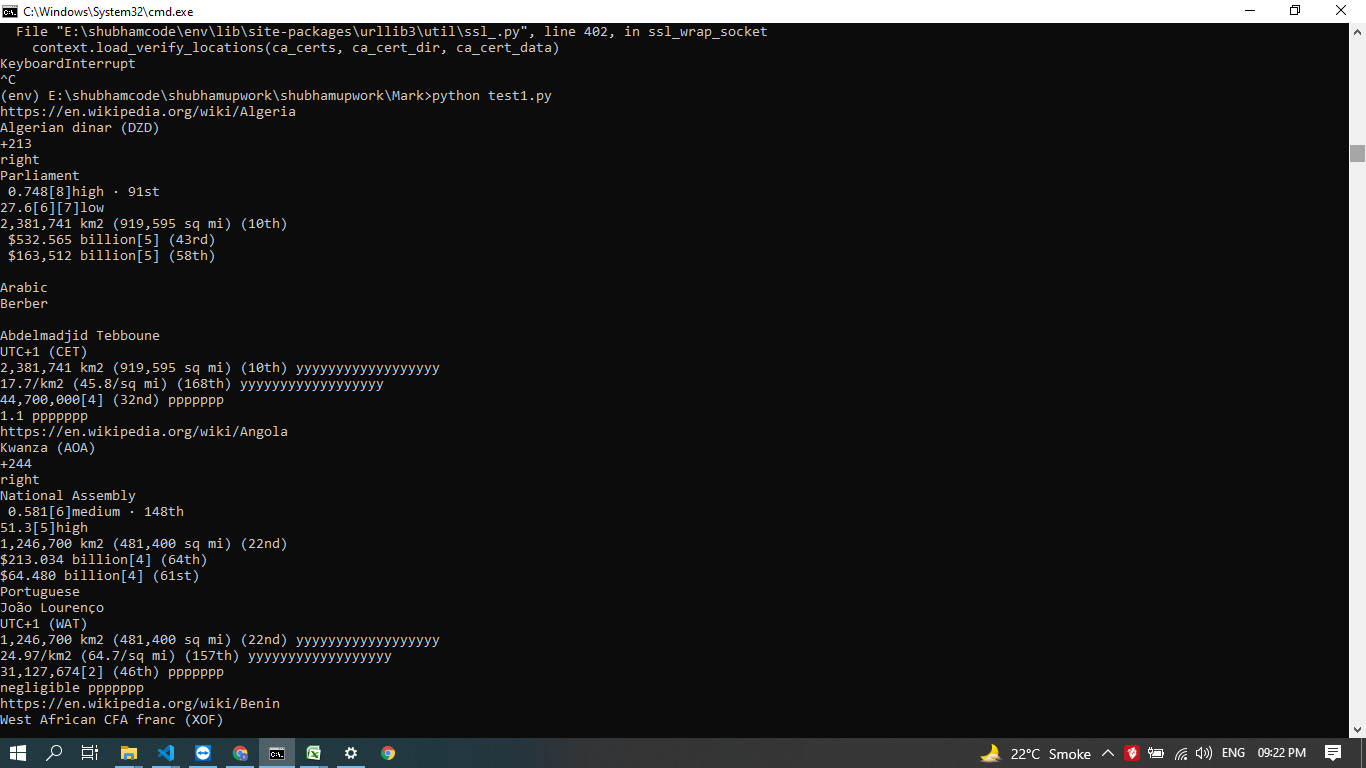 C:\Windows\System32\cmd.exe
  File "E:\shubhamcode\env\lib\site-packages\urllib3\util\ssl_.py", line 402, in ssl_wrap_socket
    context.load_verify_locations(ca_certs, ca_cert_dir, ca_cert_data)
KeyboardInterrupt
^C
(env) E:\shubhamcode\shubhamupwork\shubhamupwork\Mark>python test1.py
https://en.wikipedia.org/wiki/Algeria
Algerian dinar (DZD)
+213
right
Parliament
 0.748[8]high · 91st
27.6[6][7]low
2,381,741 km2 (919,595 sq mi) (10th)
 $532.565 billion[5] (43rd)
 $163,512 billion[5] (58th)

Arabic
Berber

Abdelmadjid Tebboune
UTC+1 (CET)
2,381,741 km2 (919,595 sq mi) (10th) yyyyyyyyyyyyyyyyyy
17.7/km2 (45.8/sq mi) (168th) yyyyyyyyyyyyyyyyyy
44,700,000[4] (32nd) ppppppp
1.1 ppppppp
https://en.wikipedia.org/wiki/Angola
Kwanza (AOA)
+244
right
National Assembly
 0.581[6]medium · 148th
51.3[5]high
1,246,700 km2 (481,400 sq mi) (22nd)
$213.034 billion[4] (64th)
$64.480 billion[4] (61st)
Portuguese
João Lourenço
UTC+1 (WAT)
1,246,700 km2 (481,400 sq mi) (22nd) yyyyyyyyyyyyyyyyyy
24.97/km2 (64.7/sq mi) (157th) yyyyyyyyyyyyyyyyyy
31,127,674[2] (46th) ppppppp
negligible ppppppp
https://en.wikipedia.org/wiki/Benin
West African CFA franc (XOF)
22°C Smoke ENG 09:22 PM